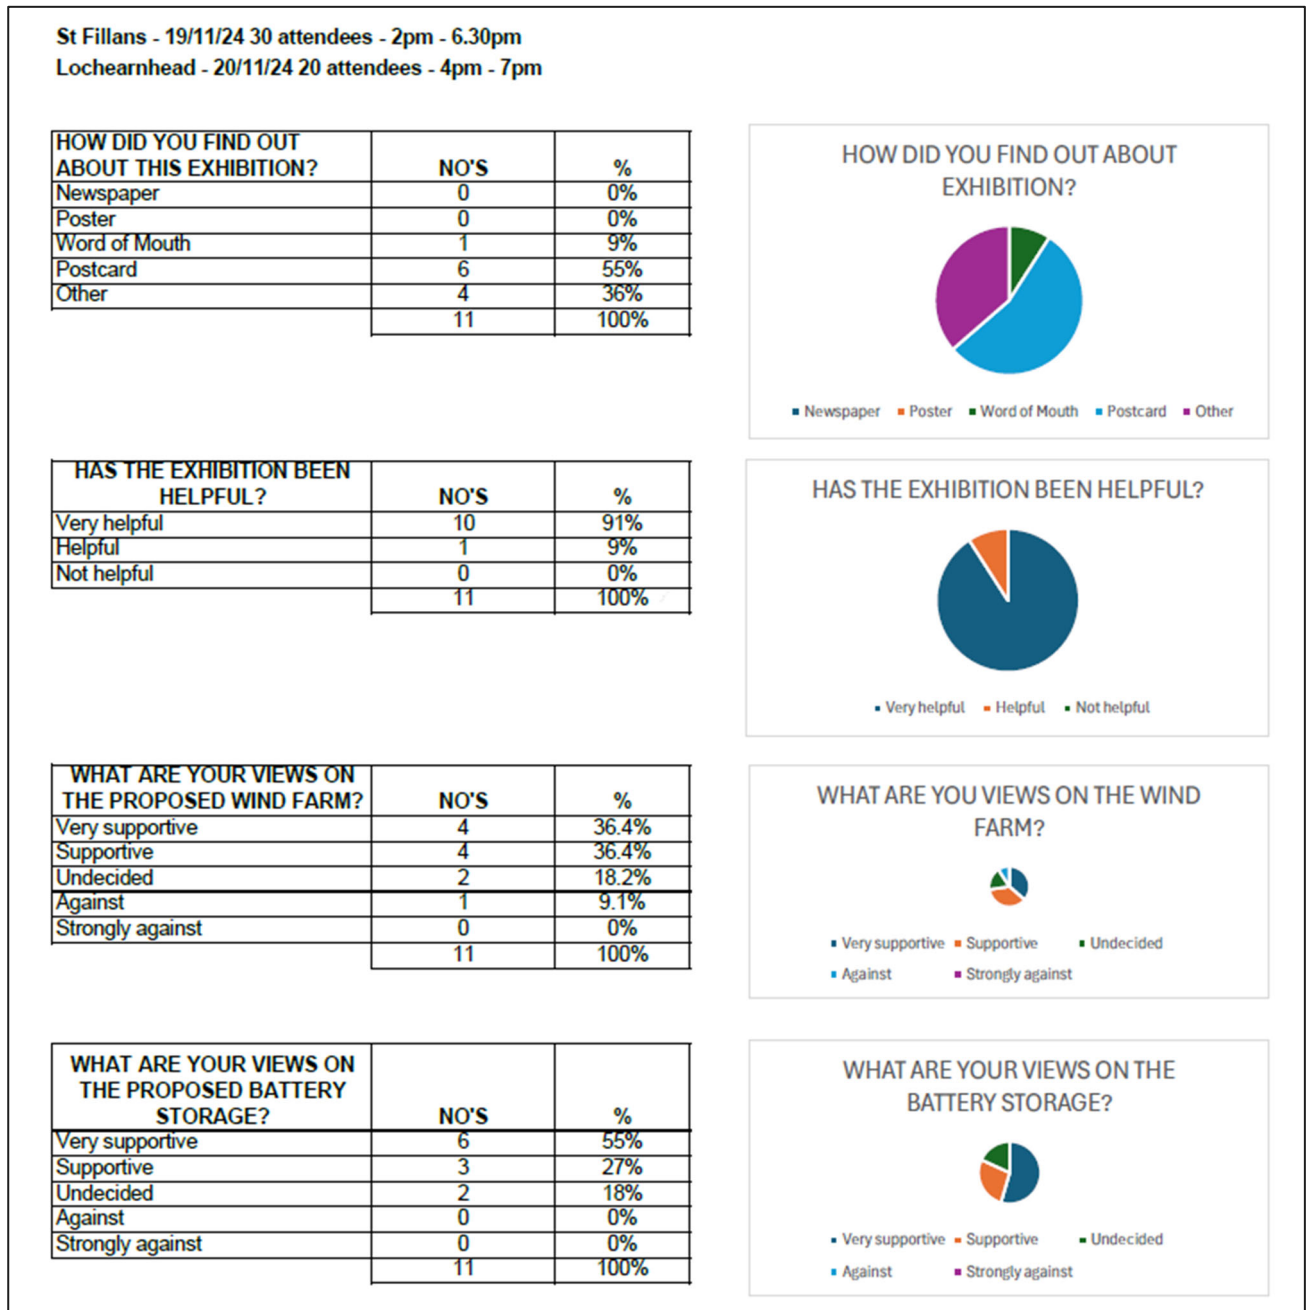 St Fillans - 19/11/24 30 attendees - 2pm - 6.30pm
Lochearnhead - 20/11/24 20 attendees - 4pm - 7pm
HOW DID YOU FIND OUT
ABOUT THIS EXHIBITION? NO'S %
Newspaper 0 0%
Poster 0 0%
Word of Mouth 1 9%
Postcard 6 55%
Other 4 36%
11 100%
HOW DID YOU FIND OUT ABOUT
EXHIBITION?
Newspaper Poster Word of Mouth Postcard Other
HAS THE EXHIBITION BEEN
HELPFUL? NO'S %
Very helpful 10 91%
Helpful 1 9%
Not helpful 0 0%
11 100%
HAS THE EXHIBITION BEEN HELPFUL?
Very helpful Helpful Not helpful
WHAT ARE YOUR VIEWS ON
THE PROPOSED WIND FARM? NO'S %
Very supportive 4 36.4%
Supportive 4 36.4%
Undecided 2 18.2%
Against 1 9.1%
Strongly against 0 0%
11 100%
WHAT ARE YOU VIEWS ON THE WIND
FARM?
Very supportive Supportive Undecided
Against Strongly against
WHAT ARE YOUR VIEWS ON
THE PROPOSED BATTERY
STORAGE? NO'S %
Very supportive 6 55%
Supportive 3 27%
Undecided 2 18%
Against 0 0%
Strongly against 0 0%
11 100%
WHAT ARE YOUR VIEWS ON THE
BATTERY STORAGE?
Very supportive Supportive Undecided
Against Strongly against